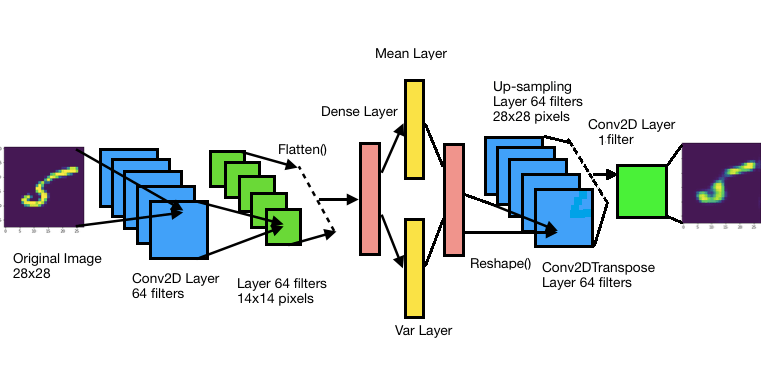 Mean Layer
Up-sampling
Layer 64 filters
28x28 pixels
Dense Layer
Conv2D Layer
1filter
Flatten()
Original Image
28x28
Conv2D Layer
64 filters
Layer 64 filters
14x14 pixels
Reshape()
Conv2DTranspose
Layer 64 filters
Var Layer